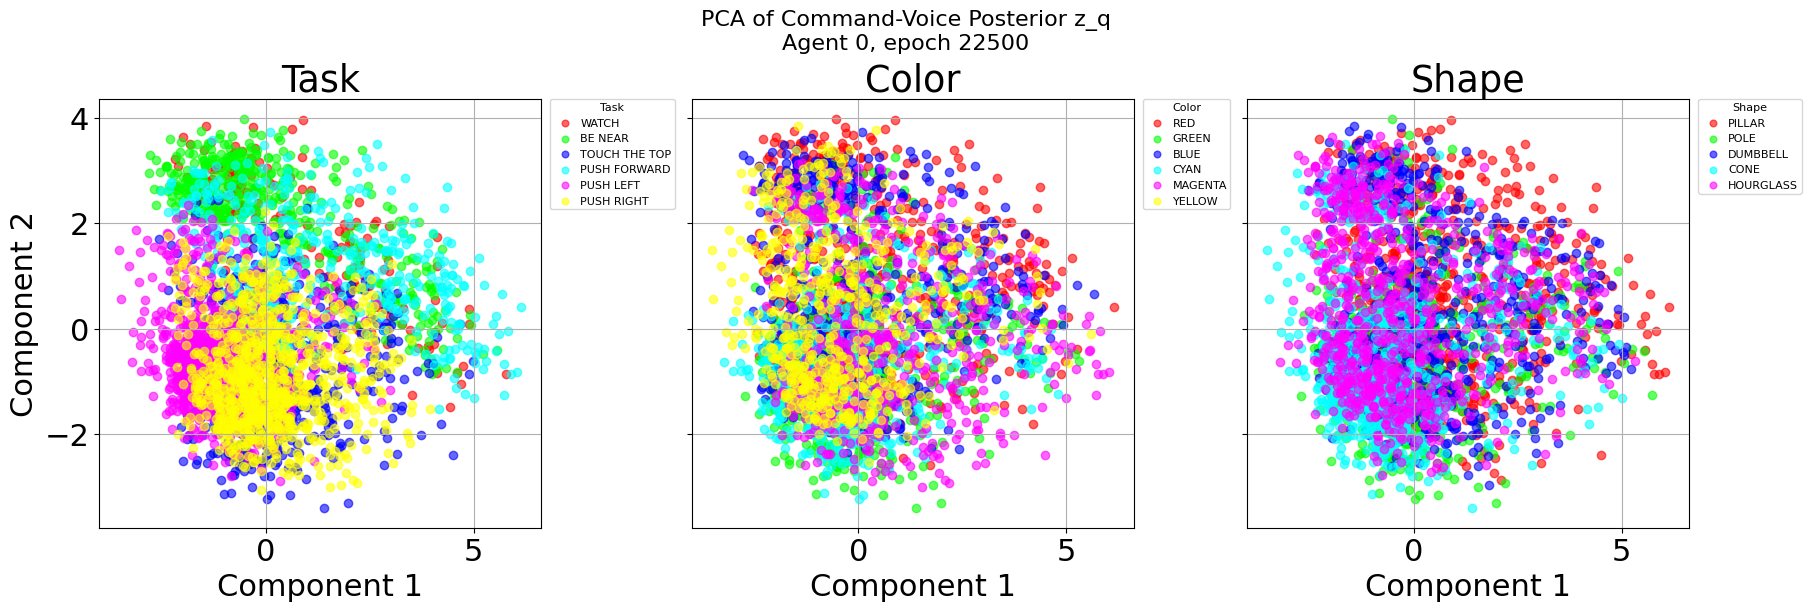 PCA of Command-Voice Posterior z_q
Agent 0, epoch 22500
Task
Color
Shape
Component 2
4
2
0
−2
0
5
Component 1
Task
WATCH
BE NEAR
TOUCH THE TOP
PUSH FORWARD
PUSH LEFT
PUSH RIGHT
0
5
Component 1
Color
RED
GREEN
BLUE
CYAN
MAGENTA
YELLOW
0
5
Component 1
Shape
PILLAR
POLE
DUMBBELL
CONE
HOURGLASS